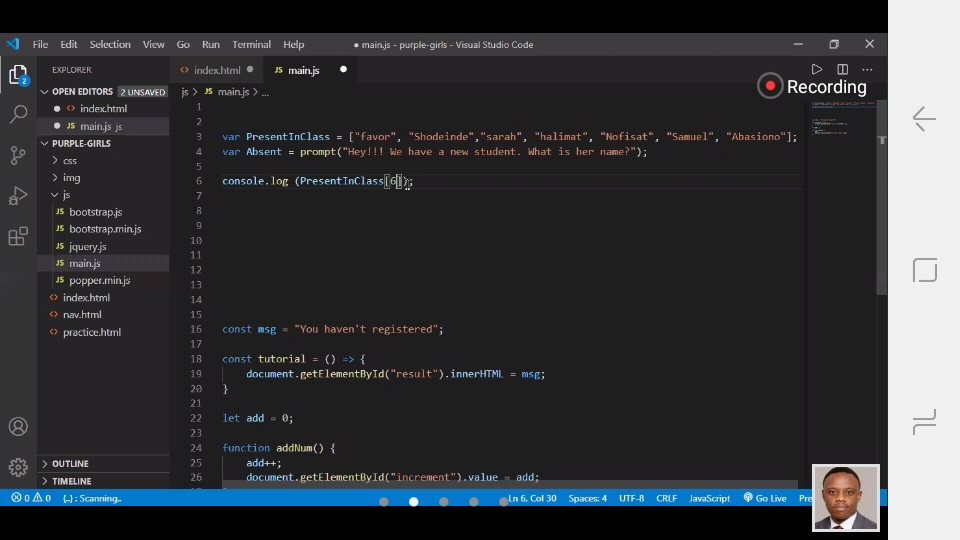 File Edit Selection View Go Run Terminal Help
● main.js - purple-girls - Visual Studio Code
EXPLORER
index.html
JS main.js
Recording
OPEN EDITORS 2 UNSAVED
js > JS main.js > ...
index.html
JS main.js js
PURPLE-GIRLS
css
img
js
JS bootstrap.js
JS bootstrap.min.js
JS jquery.js
JS main.js
JS popper.min.js
index.html
nav.html
practice.html
OUTLINE
TIMELINE
2
1
2
3 var PresentInClass = ["favor", "Shodeinde","sarah", "halimat", "Nofisat", "Samuel", "Abasiono"];
4 var Absent = prompt("Hey!!! We have a new student. What is her name?");
5
6 console.log (PresentInClass[6]);
7
8
9
10
11
12
13
14
15
16 const msg = "You haven't registered";
17
18 const tutorial = () => {
19 document.getElementById("result").innerHTML = msg;
20 }
21
22 let add = 0;
23
24 function addNum() {
25 add++;
26 document.getElementById("increment").value = add;
0 0 {..} : Scanning.. Ln 6, Col 30 Spaces: 4 UTF-8 CRLF JavaScript Go Live